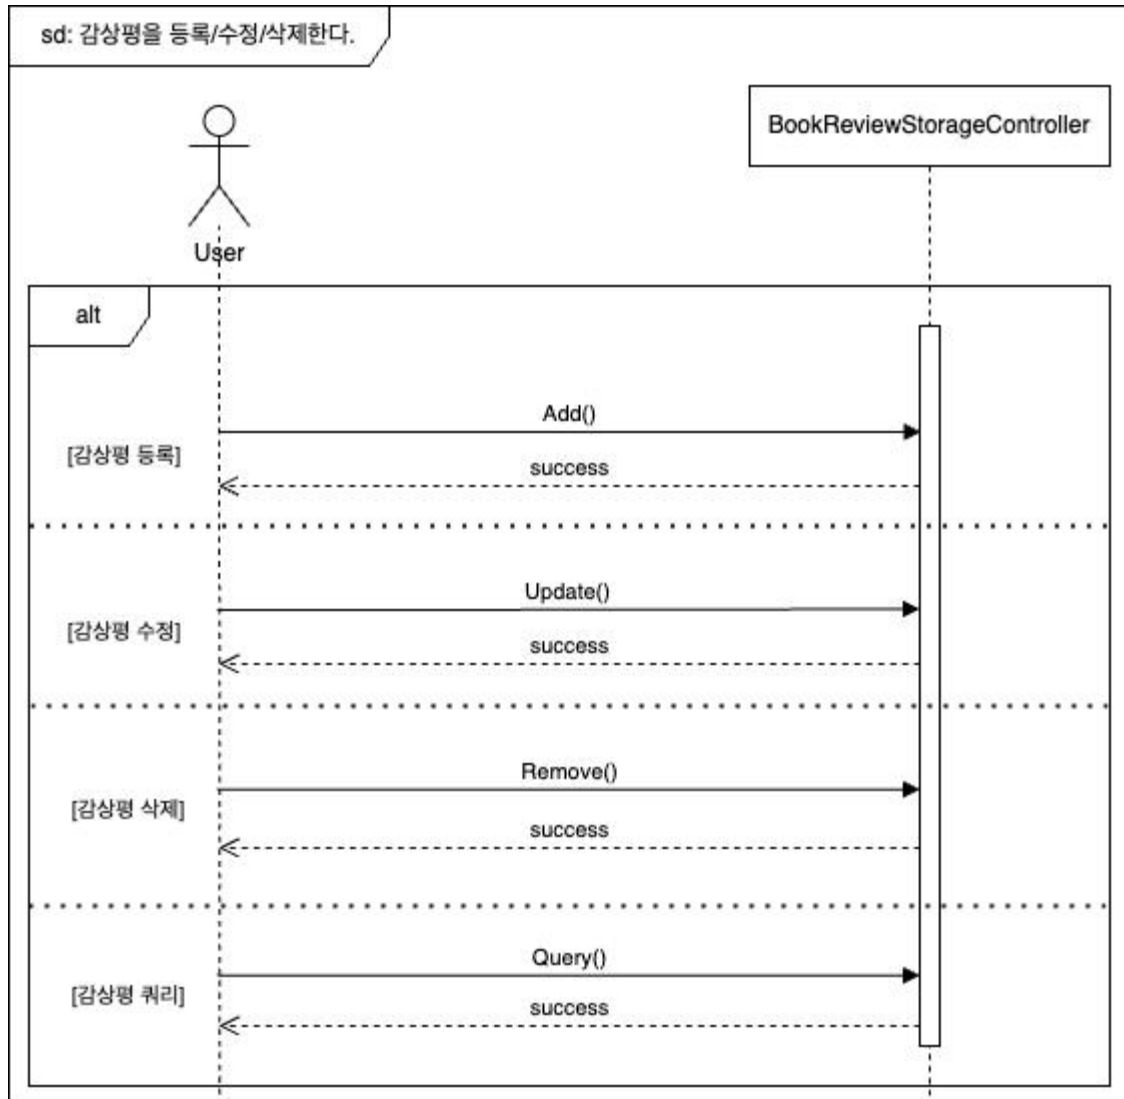 sd: 감상평을 등록/수정/삭제한다.
BookReviewStorageController
User
alt
Add()
[감상평 등록]
success
Update()
[감상평 수정]
success
Remove()
[감상평 삭제]
success
Query()
[감상평 쿼리]
success